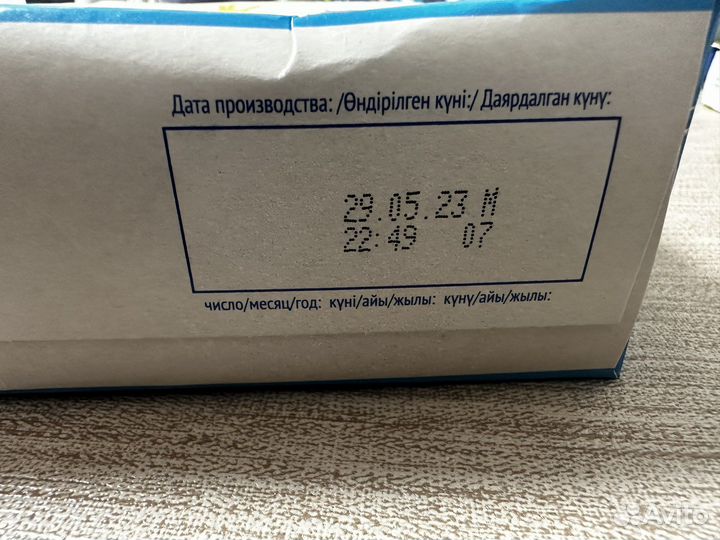 Дата производства: /Өндірілген күні:/ Даярдалган күнү:
29.05.23 M
22:49 07
число/месяц/год: күні/айы/жылы: күнү/айы/жылы:
Avito